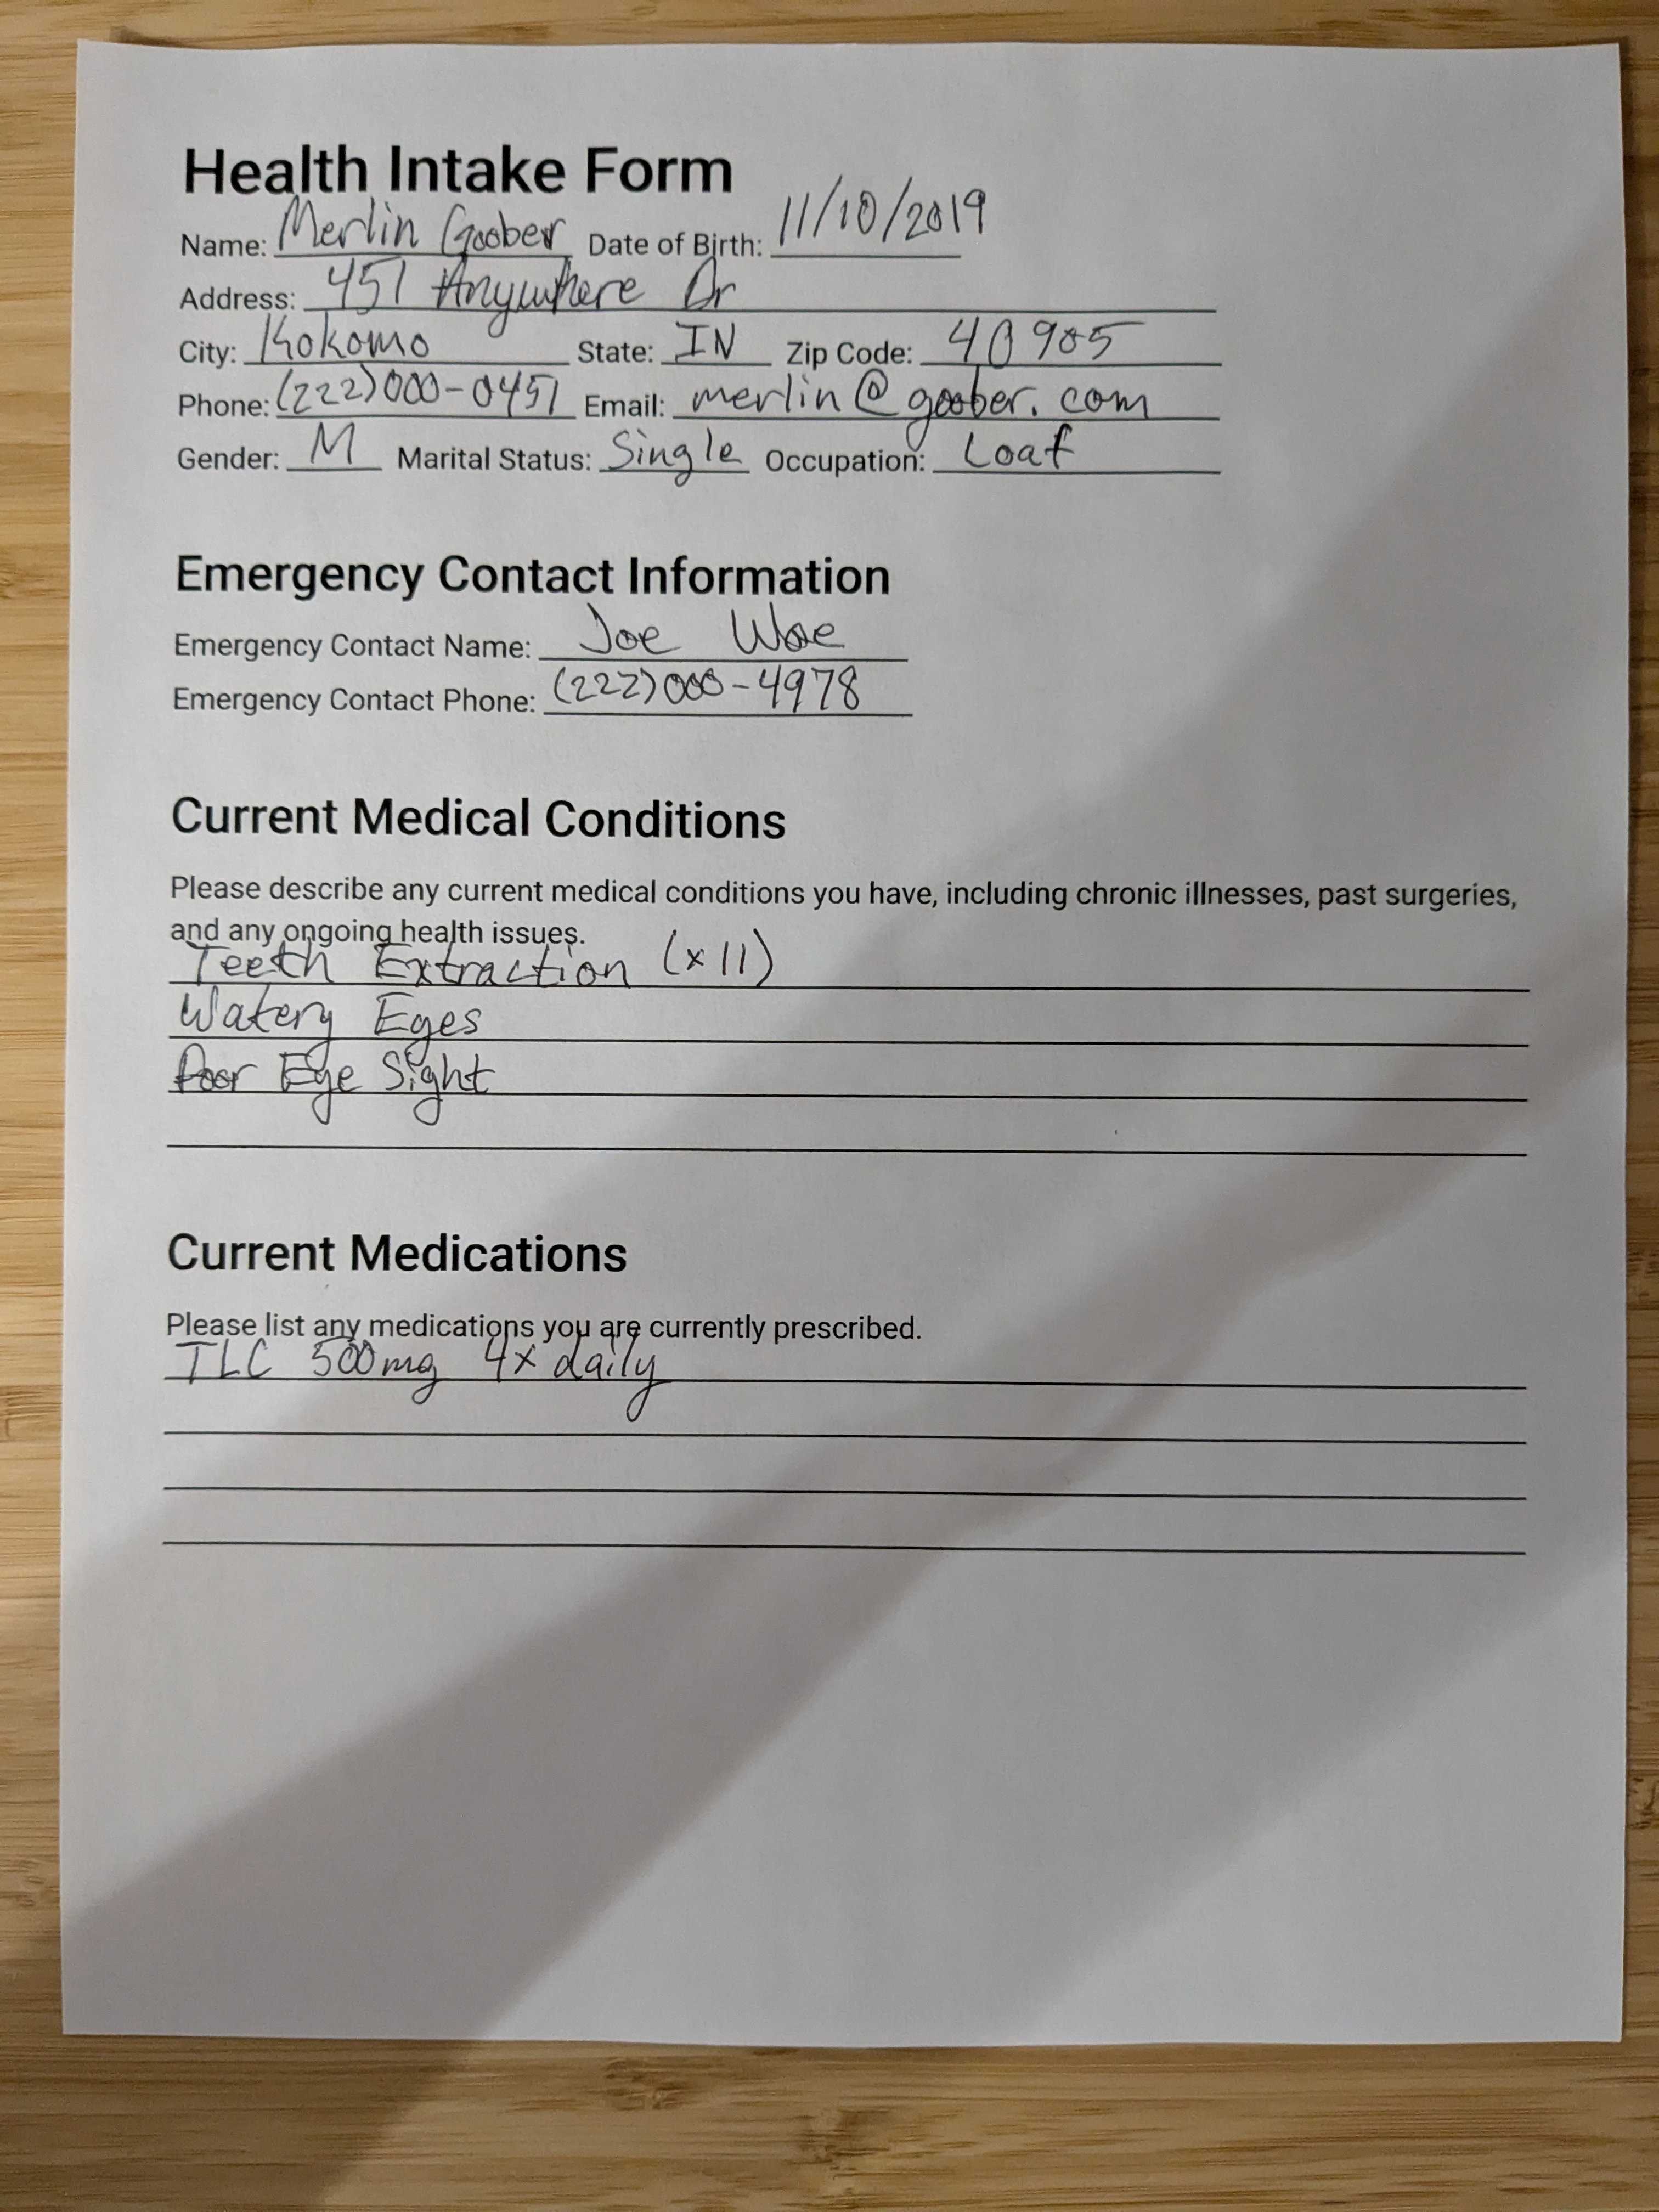 Health Intake Form
Name: Merlin Goober Date of Birth: 11/10/2019
Address: 451 Anywhere Dr
City: Kokomo State: IN Zip Code: 40905
Phone: (222)000-0451 Email: merlin@goober.com
Gender: M Marital Status: Single Occupation: Loaf
Emergency Contact Information
Emergency Contact Name: Joe Woe
Emergency Contact Phone: (222)000-4978
Current Medical Conditions
Please describe any current medical conditions you have, including chronic illnesses, past surgeries,
and any ongoing health issues.
Teeth Extraction (x11)
Watery Eyes
Poor Eye Sight
Current Medications
Please list any medications you are currently prescribed.
TLC 500mg 4x daily